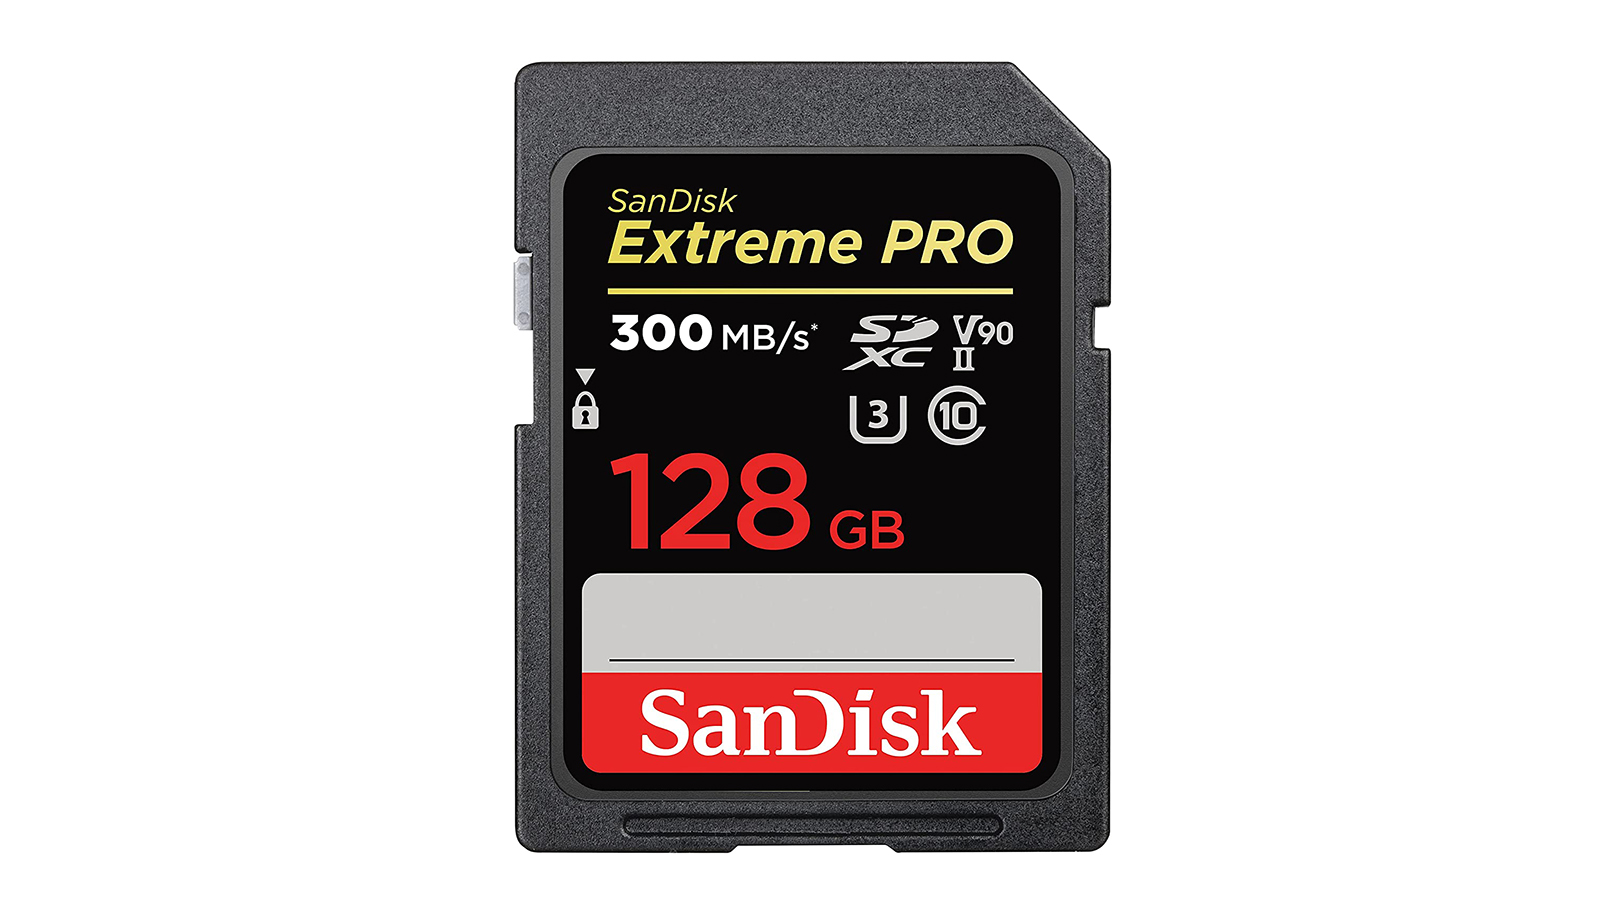 SanDisk
Extreme PRO
300 MB/s*
SD XC V90 II
3 10
128 GB
SanDisk